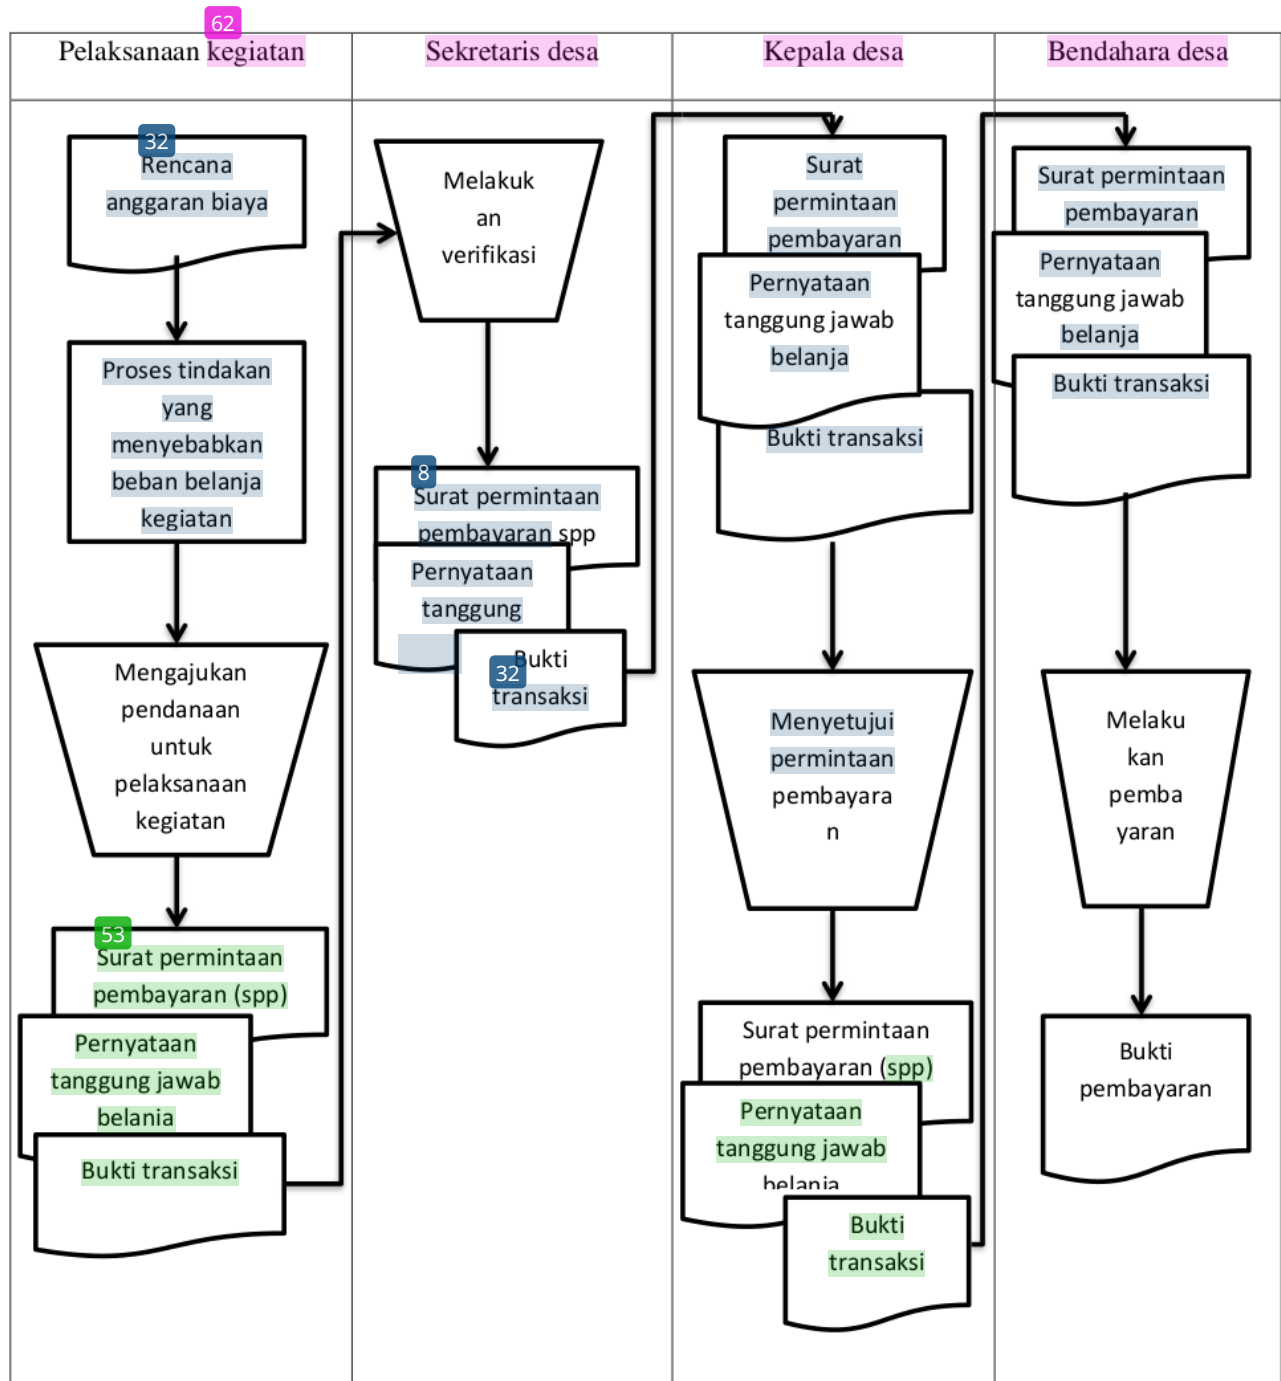 62
Pelaksanaan kegiatan
Sekretaris desa
Kepala desa
Bendahara desa
32
Rencana
anggaran biaya
Proses tindakan
yang
menyebabkan
beban belanja
kegiatan
Mengajukan
pendanaan
untuk
pelaksanaan
kegiatan
53
Surat permintaan
pembayaran (spp)
Pernyataan
tanggung jawab
belanja
Bukti transaksi
Melakuk
an
verifikasi
8
Surat permintaan
pembayaran spp
Pernyataan
tanggung
Bukti
32
transaksi
Surat
permintaan
pembayaran
Pernyataan
tanggung jawab
belanja
Bukti transaksi
Menyetujui
permintaan
pembayara
n
Surat permintaan
pembayaran (spp)
Pernyataan
tanggung jawab
belanja
Bukti
transaksi
Surat permintaan
pembayaran
Pernyataan
tanggung jawab
belanja
Bukti transaksi
Melaku
kan
pemba
yaran
Bukti
pembayaran